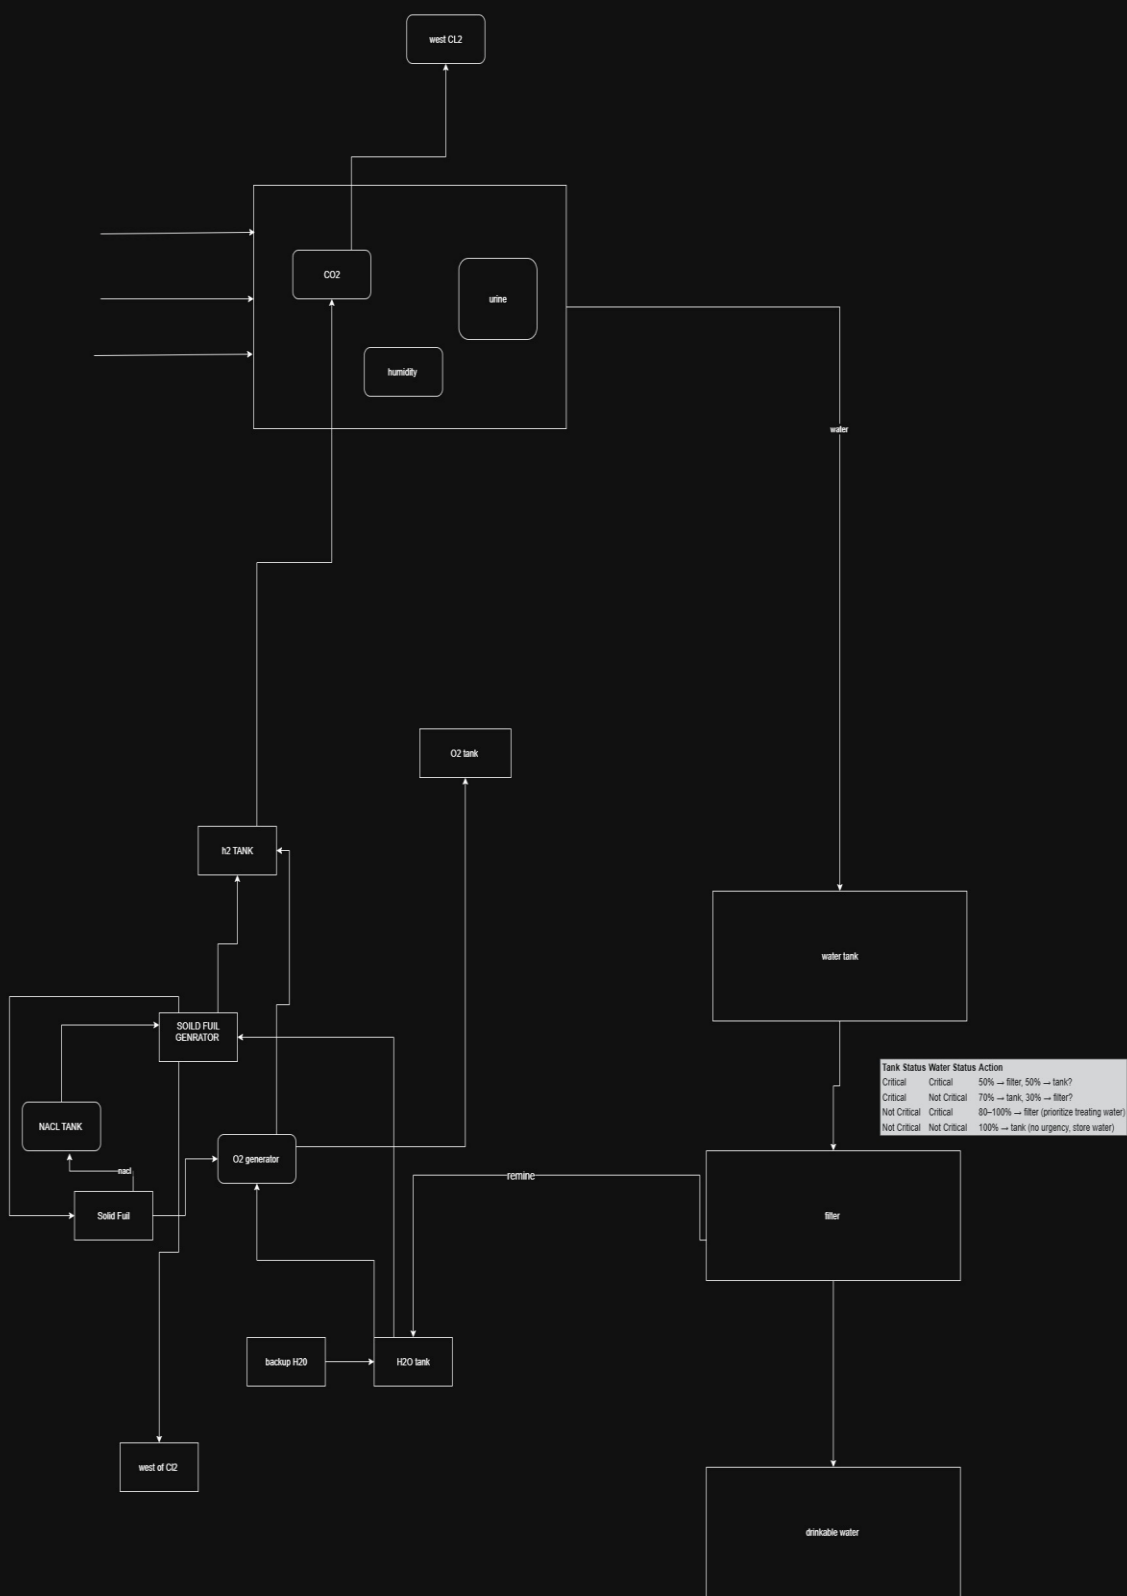 west CL2
CO2
urine
humidity
water
O2 tank
h2 TANK
water tank
SOILD FUIL
GENRATOR
Tank Status Water Status Action
Critical Critical 50% → filter, 50% → tank?
Critical Not Critical 70% → tank, 30% → filter?
Not Critical Critical 80–100% → filter (prioritize treating water)
Not Critical Not Critical 100% → tank (no urgency, store water)
NACL TANK
O2 generator
nacl
remine
Solid Fuil
filter
backup H20
H2O tank
west of Cl2
drinkable water